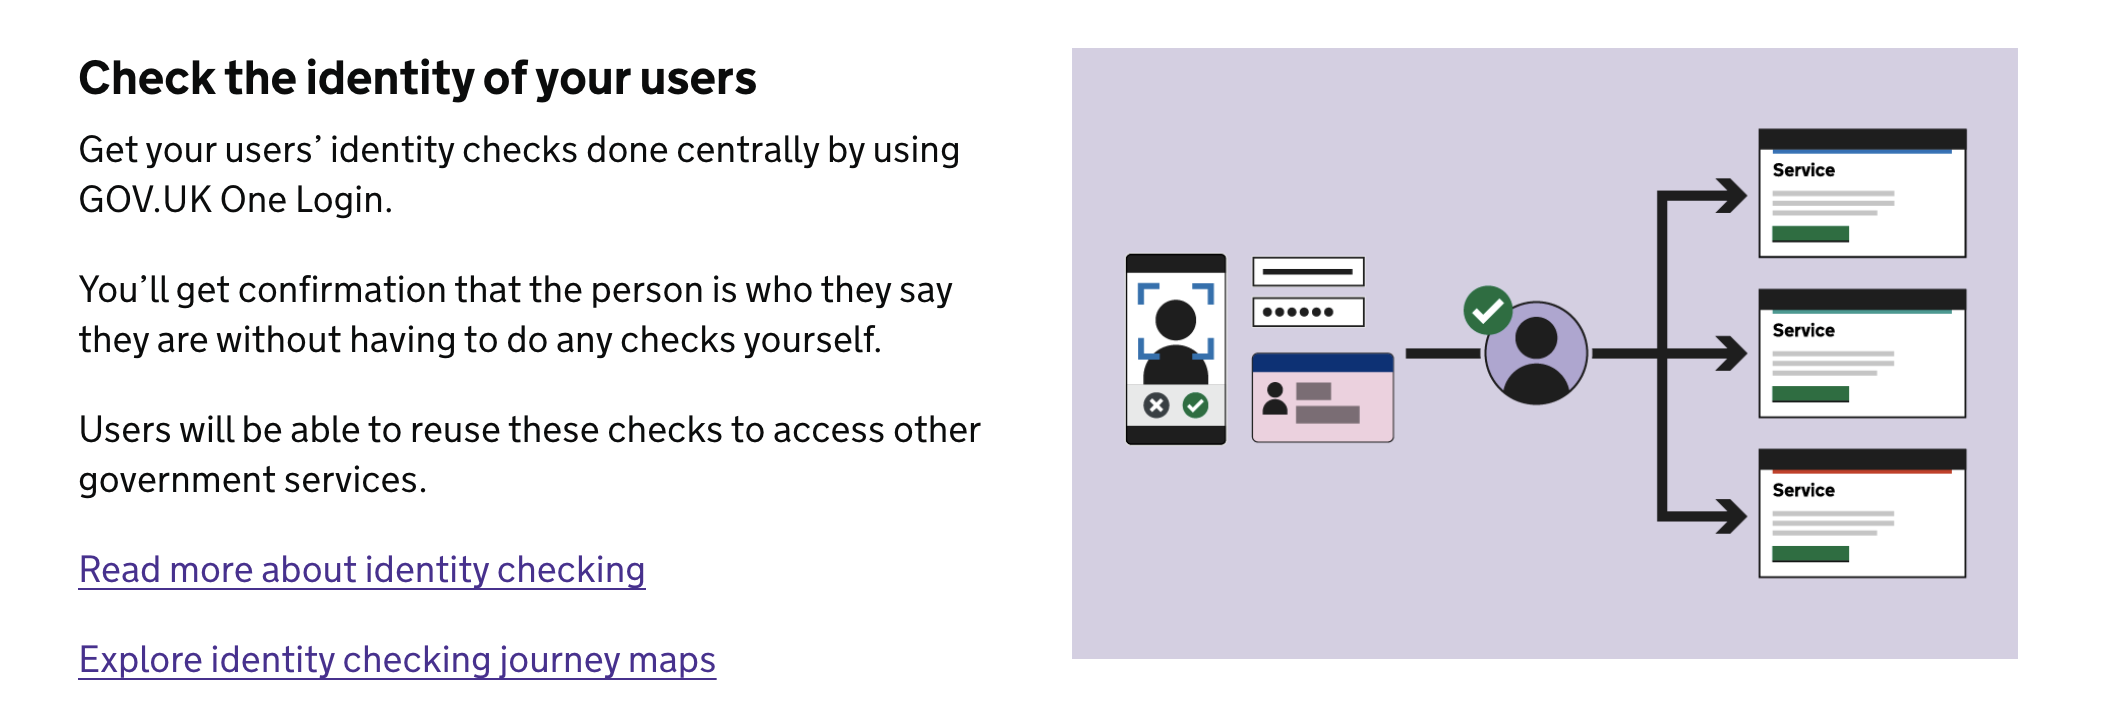 Check the identity of your users
Get your users’ identity checks done centrally by using
GOV.UK One Login.
You’ll get confirmation that the person is who they say
they are without having to do any checks yourself.
Users will be able to reuse these checks to access other
government services.
Read more about identity checking
Explore identity checking journey maps
Service
Service
Service